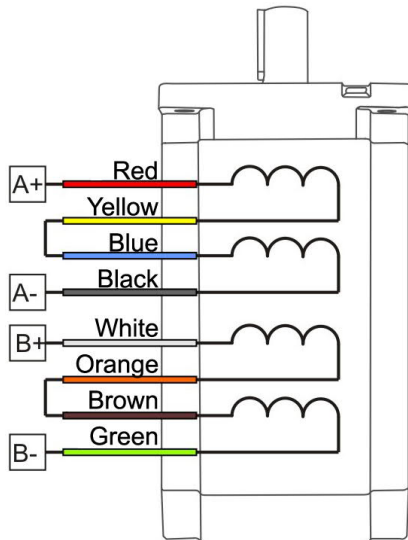 Red
A+
Yellow
Blue
Black
A-
White
B+
Orange
Brown
Green
B-